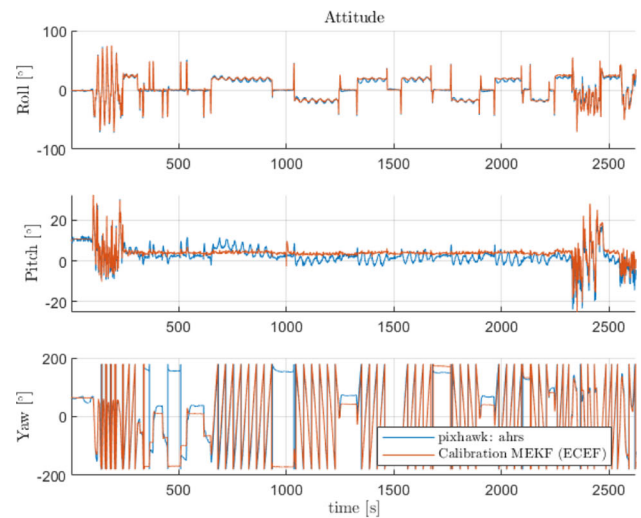 Attitude
Roll [°]
100
0
-100
500 1000 1500 2000 2500
Pitch [°]
20
0
-20
500 1000 1500 2000 2500
Yaw [°]
200
0
-200
pixhawk: ahrs
Calibration MEKF (ECEF)
500 1000 1500 2000 2500
time [s]